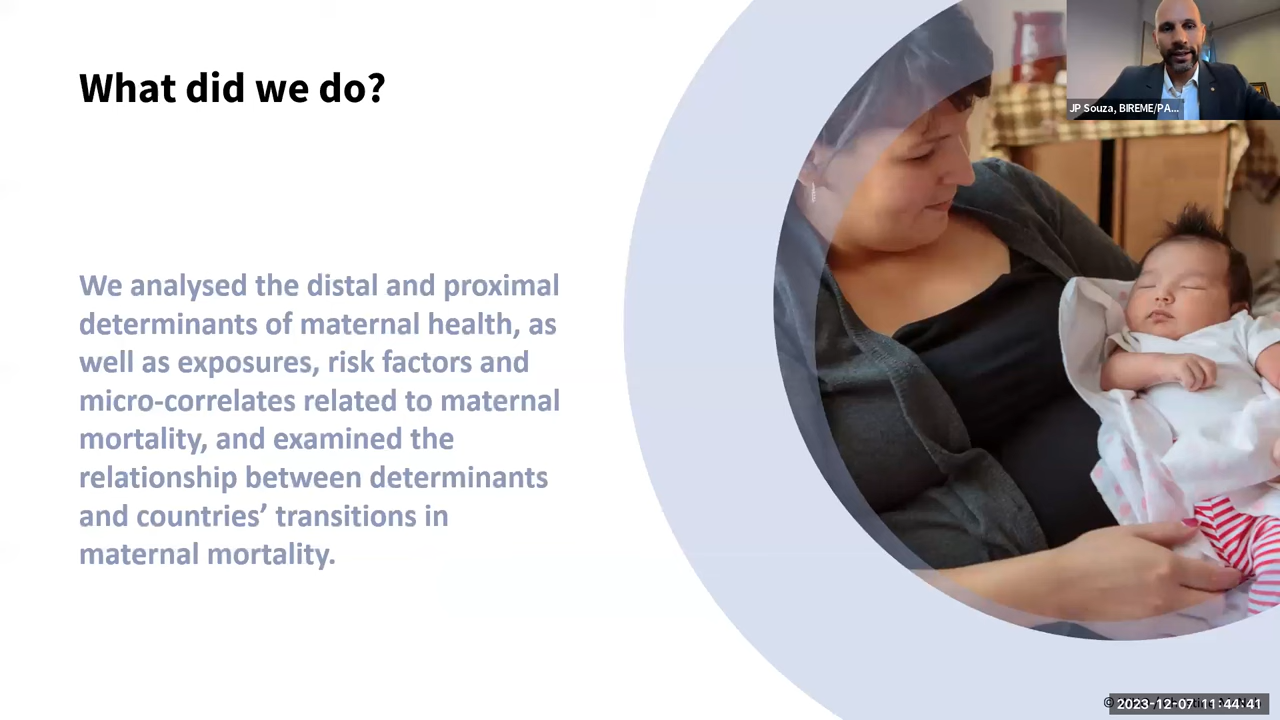 What did we do?
JP Souza, BIREME/PA...
We analysed the distal and proximal
determinants of maternal health, as
well as exposures, risk factors and
micro-correlates related to maternal
mortality, and examined the
relationship between determinants
and countries’ transitions in
maternal mortality.
©
2023-12-07 11:44:41